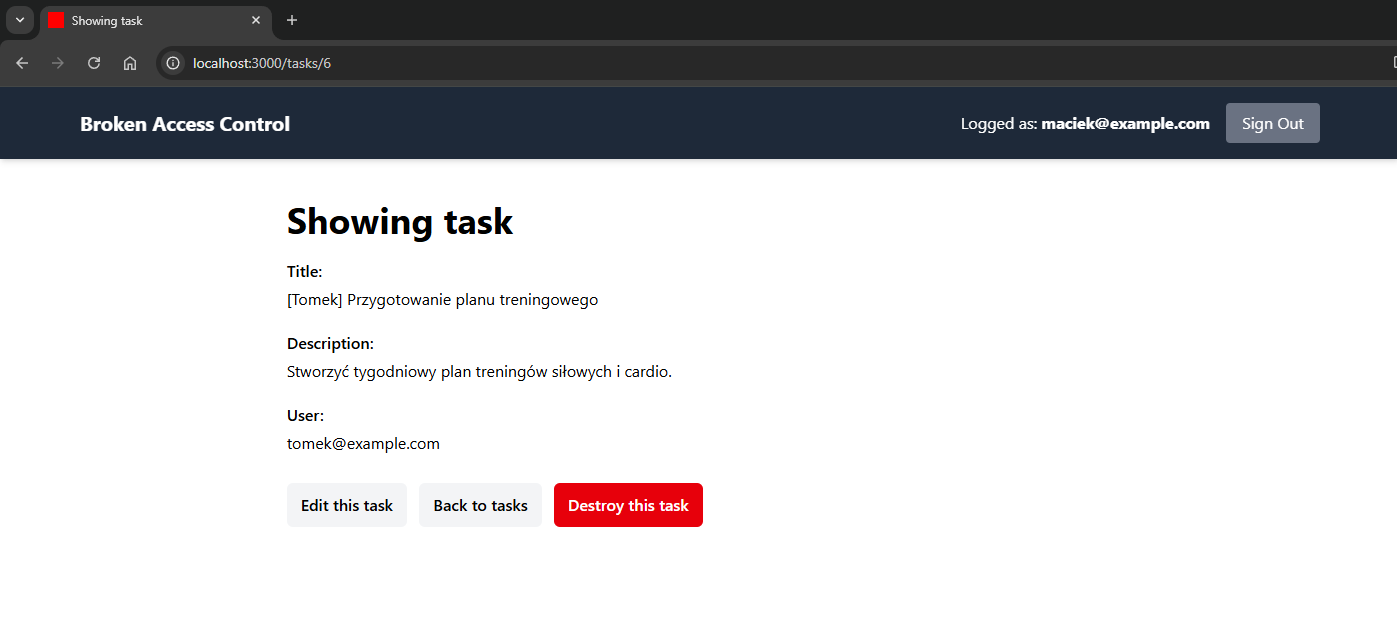 Showing task
localhost:3000/tasks/6
Broken Access Control
Logged as: maciek@example.com
Sign Out
Showing task
Title:
[Tomek] Przygotowanie planu treningowego
Description:
Stworzyć tygodniowy plan treningów siłowych i cardio.
User:
tomek@example.com
Edit this task
Back to tasks
Destroy this task